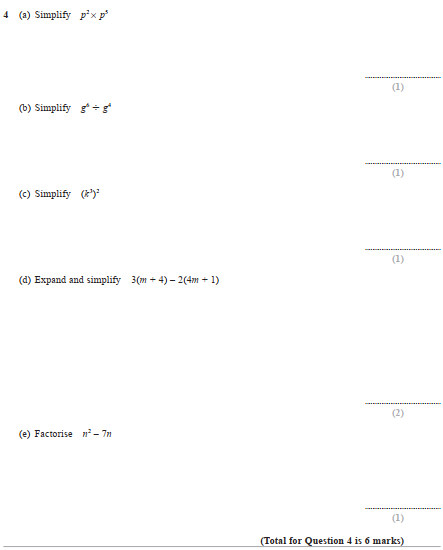 4 (a) Simplify p² × p⁵
(1)
(b) Simplify g⁶ ÷ g⁴
(1)
(c) Simplify (k³)²
(1)
(d) Expand and simplify 3(m + 4) – 2(4m + 1)
(2)
(e) Factorise n² – 7n
(1)
(Total for Question 4 is 6 marks)